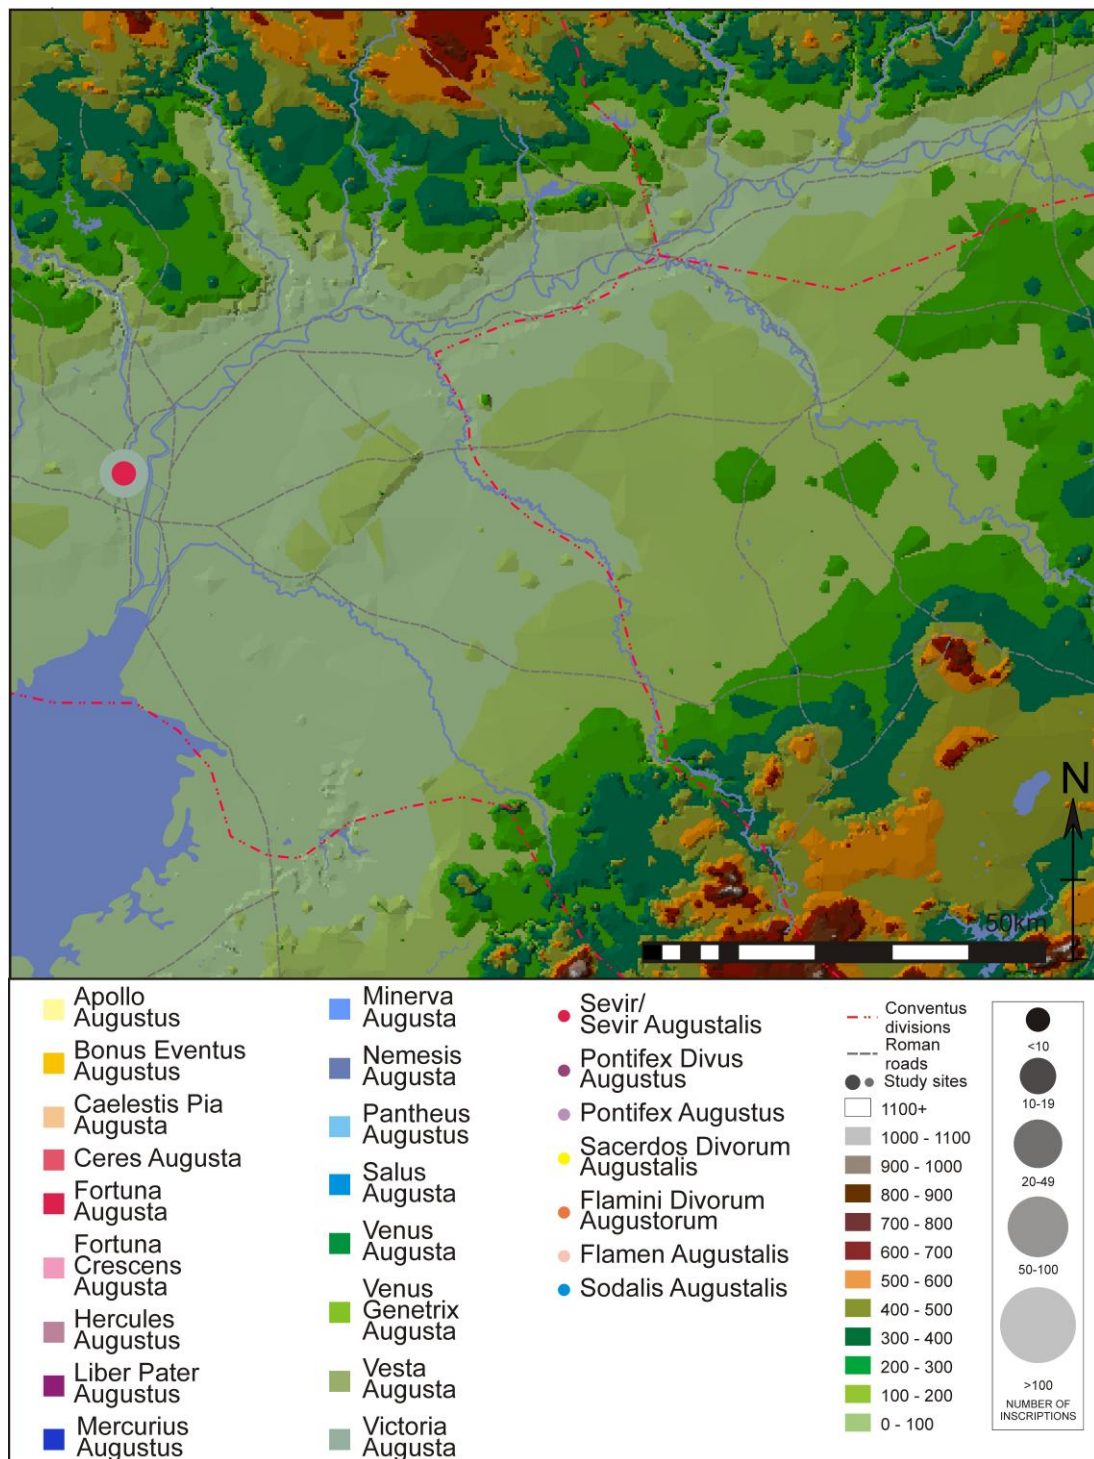 N
50km
Apollo
Augustus
Bonus Eventus
Augustus
Caelestis Pia
Augusta
Ceres Augusta
Fortuna
Augusta
Fortuna
Crescens
Augusta
Hercules
Augustus
Liber Pater
Augustus
Mercurius
Augustus
Minerva
Augusta
Nemesis
Augusta
Pantheus
Augustus
Salus
Augusta
Venus
Augusta
Venus
Genetrix
Augusta
Vesta
Augusta
Victoria
Augusta
Sevir/
Sevir Augustalis
Pontifex Divus
Augustus
Pontifex Augustus
Sacerdos Divorum
Augustalis
Flamini Divorum
Augustorum
Flamen Augustalis
Sodalis Augustalis
Conventus
divisions
Roman
roads
Study sites
1100+
1000 - 1100
900 - 1000
800 - 900
700 - 800
600 - 700
500 - 600
400 - 500
300 - 400
200 - 300
100 - 200
0 - 100
<10
10-19
20-49
50-100
>100
NUMBER OF
INSCRIPTIONS